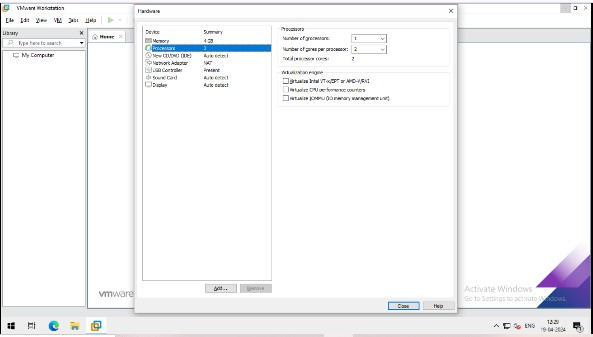 VMware Workstation
File Edit View VM Tabs Help
Library
Type here to search
My Computer
Home
Hardware
Device Summary
Memory 4 GB
Processors 2
New CD/DVD (IDE) Auto detect
Network Adapter NAT
USB Controller Present
Sound Card Auto detect
Display Auto detect
Add... Remove
Processors
Number of processors: 1
Number of cores per processor: 2
Total processor cores: 2
Virtualization engine
Virtualize Intel VT-x/EPT or AMD-V/RVI
Virtualize CPU performance counters
Virtualize IOMMU (IO memory management unit)
Close Help
vmware
Activate Windows
Go to Settings to activate Windows.
ENG
12:29
19-04-2024